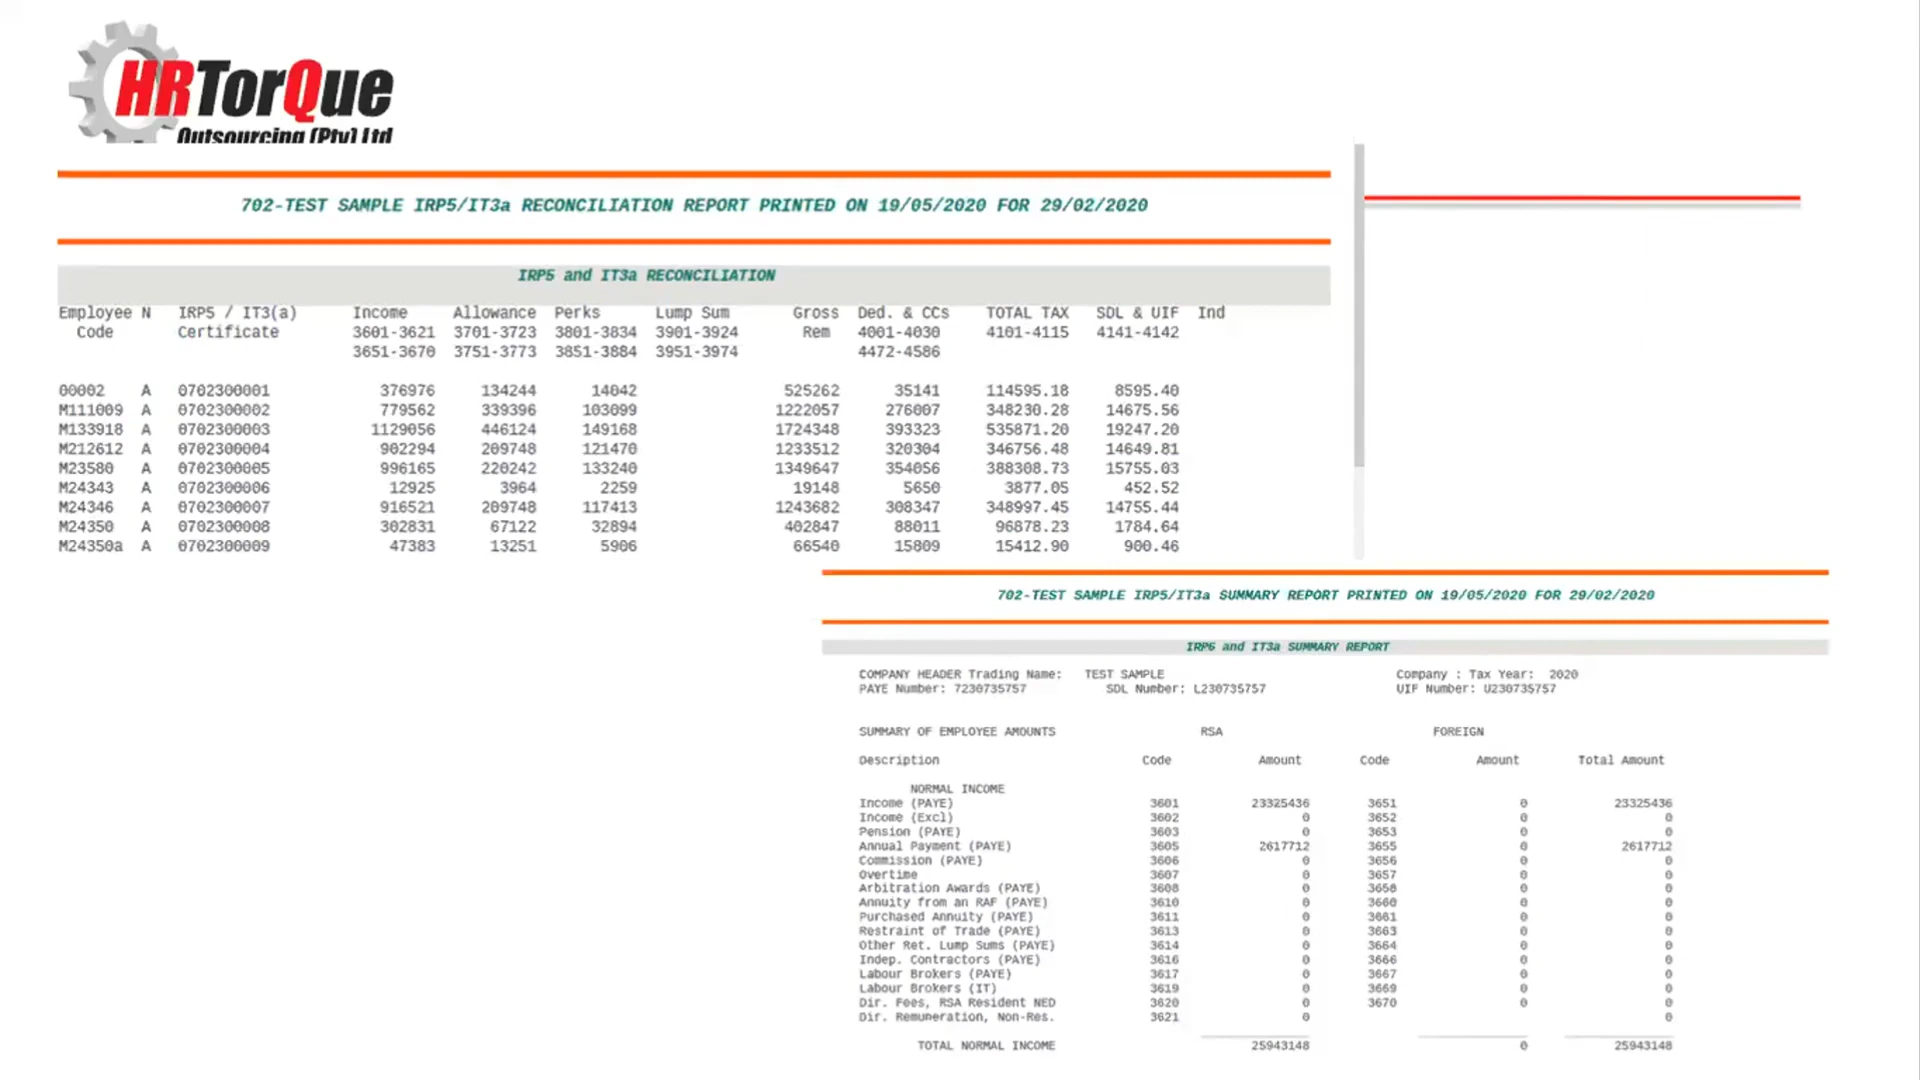 HRTorQue
Outsourcing (Pty) Ltd
702-TEST SAMPLE IRP5/IT3a RECONCILIATION REPORT PRINTED ON 19/05/2020 FOR 29/02/2020
IRP5 and IT3a RECONCILIATION
Employee N IRP5 / IT3(a) Income Allowance Perks Lump Sum Gross Ded. & CCs TOTAL TAX SDL & UIF Ind
Code Certificate 3601-3621 3701-3723 3801-3834 3901-3924 Rem 4001-4030 4101-4115 4141-4142
3651-3670 3751-3773 3851-3884 3951-3974 4472-4586
00002 A 0702300001 376976 134244 14042 525262 35141 114595.18 8595.40
M111009 A 0702300002 779562 339396 103099 1222057 276007 348230.28 14675.56
M133918 A 0702300003 1129056 446124 149168 1724348 393323 535871.20 19247.20
M212612 A 0702300004 902294 209748 121470 1233512 320304 346756.48 14649.81
M23580 A 0702300005 996165 220242 133240 1349647 354056 388308.73 15755.03
M24343 A 0702300006 12925 3964 2259 19148 5650 3877.05 452.52
M24346 A 0702300007 916521 209748 117413 1243682 308347 348997.45 14755.44
M24350 A 0702300008 302831 67122 32894 402847 88011 96878.23 1784.64
M24350a A 0702300009 47383 13251 5906 66540 15809 15412.90 900.46
702-TEST SAMPLE IRP5/IT3a SUMMARY REPORT PRINTED ON 19/05/2020 FOR 29/02/2020
IRP6 and IT3a SUMMARY REPORT
COMPANY HEADER Trading Name: TEST SAMPLE Company : Tax Year: 2020
PAYE Number: 7230735757 SDL Number: L230735757 UIF Number: U230735757
SUMMARY OF EMPLOYEE AMOUNTS RSA FOREIGN
Description Code Amount Code Amount Total Amount
NORMAL INCOME
Income (PAYE) 3601 23325436 3651 0 23325436
Income (Excl) 3602 0 3652 0 0
Pension (PAYE) 3603 0 3653 0 0
Annual Payment (PAYE) 3605 2617712 3655 0 2617712
Commission (PAYE) 3606 0 3656 0 0
Overtime 3607 0 3657 0 0
Arbitration Awards (PAYE) 3608 0 3658 0 0
Annuity from an RAF (PAYE) 3610 0 3660 0 0
Purchased Annuity (PAYE) 3611 0 3661 0 0
Restraint of Trade (PAYE) 3613 0 3663 0 0
Other Ret. Lump Sums (PAYE) 3614 0 3664 0 0
Indep. Contractors (PAYE) 3616 0 3666 0 0
Labour Brokers (PAYE) 3617 0 3667 0 0
Labour Brokers (IT) 3619 0 3669 0 0
Dir. Fees, RSA Resident NED 3620 0 3670 0 0
Dir. Remuneration, Non-Res. 3621 0 0
TOTAL NORMAL INCOME 25943148 0 25943148